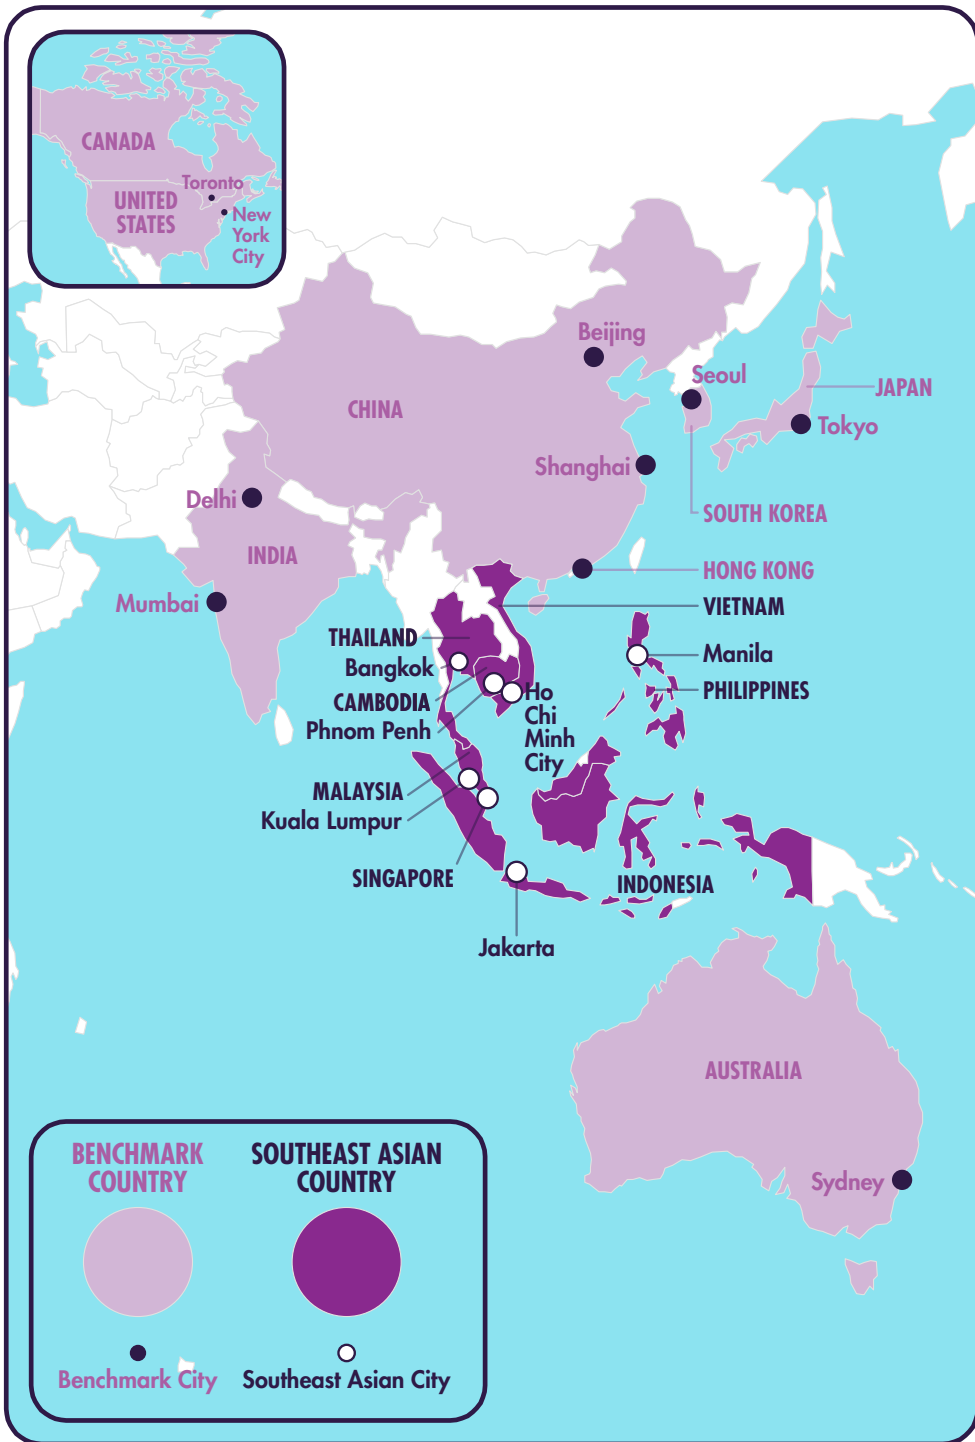 CANADA
Toronto
UNITED
STATES
New
York
City
Beijing
Seoul
JAPAN
CHINA
Tokyo
Shanghai
Delhi
SOUTH KOREA
INDIA
HONG KONG
Mumbai
VIETNAM
THAILAND
Manila
Bangkok
PHILIPPINES
CAMBODIA
Ho
Chi
Minh
City
Phnom Penh
MALAYSIA
Kuala Lumpur
SINGAPORE
INDONESIA
Jakarta
AUSTRALIA
Sydney
BENCHMARK
COUNTRY
SOUTHEAST ASIAN
COUNTRY
Benchmark City
Southeast Asian City